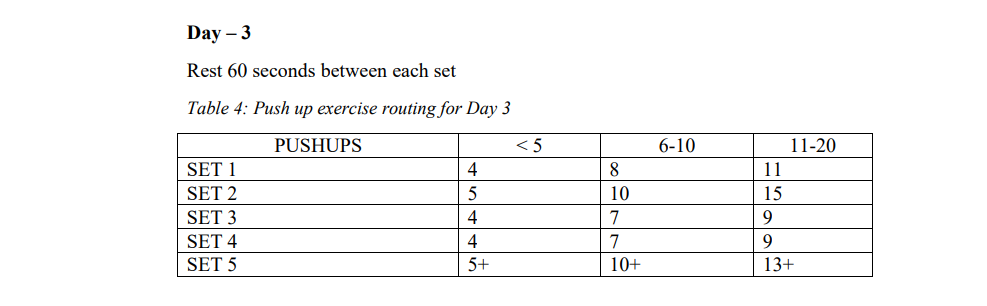 Day – 3
Rest 60 seconds between each set
Table 4: Push up exercise routing for Day 3
PUSHUPS < 5 6-10 11-20
SET 1 4 8 11
SET 2 5 10 15
SET 3 4 7 9
SET 4 4 7 9
SET 5 5+ 10+ 13+